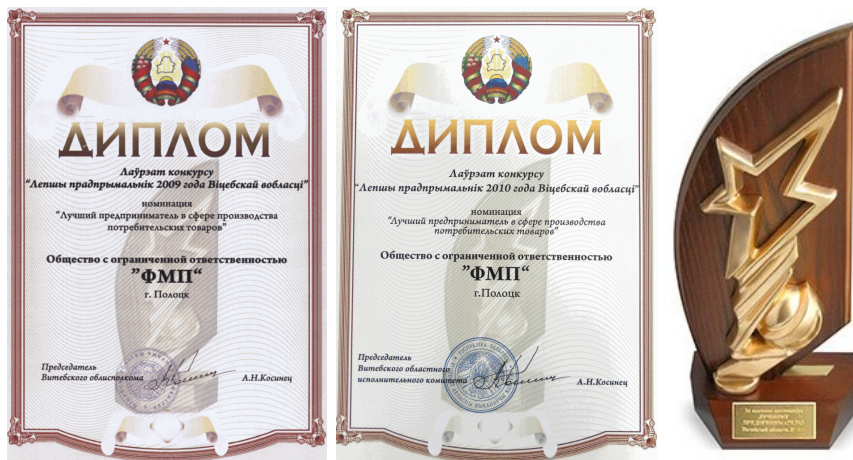 ДИПЛОМ
Лаўрэат конкурсу
“Лепшы прадпрымальнік 2009 года Віцебскай вобласці”
номинация
“Лучший предприниматель в сфере производства
потребительских товаров”
Общество с ограниченной ответственностью
”ФМП“
г. Полоцк
Председатель
Витебского облисполкома
А.Н.Косинец
ДИПЛОМ
Лаўрэат конкурсу
“Лепшы прадпрымальнік 2010 года Віцебскай вобласці”
номинация
“Лучший предприниматель в сфере производства
потребительских товаров”
Общество с ограниченной ответственностью
”ФМП“
г.Полоцк
Председатель
Витебского областного
исполнительного комитета
А.Н.Косинец
ЛУЧШЕМУ
ПРЕДПРИНИМАТЕЛЮ